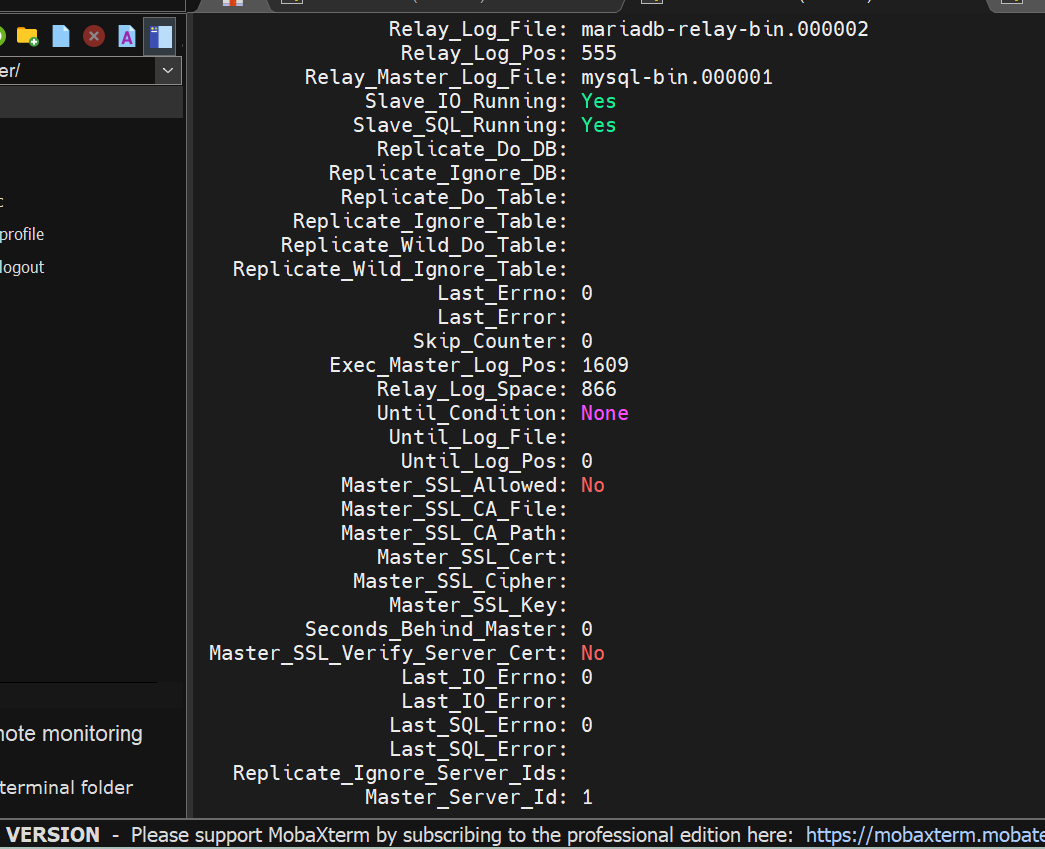 er/
Relay_Log_File: mariadb-relay-bin.000002
Relay_Log_Pos: 555
Relay_Master_Log_File: mysql-bin.000001
Slave_IO_Running: Yes
Slave_SQL_Running: Yes
Replicate_Do_DB:
Replicate_Ignore_DB:
Replicate_Do_Table:
Replicate_Ignore_Table:
Replicate_Wild_Do_Table:
Replicate_Wild_Ignore_Table:
Last_Errno: 0
Last_Error:
Skip_Counter: 0
Exec_Master_Log_Pos: 1609
Relay_Log_Space: 866
Until_Condition: None
Until_Log_File:
Until_Log_Pos: 0
Master_SSL_Allowed: No
Master_SSL_CA_File:
Master_SSL_CA_Path:
Master_SSL_Cert:
Master_SSL_Cipher:
Master_SSL_Key:
Seconds_Behind_Master: 0
Master_SSL_Verify_Server_Cert: No
Last_IO_Errno: 0
Last_IO_Error:
Last_SQL_Errno: 0
Last_SQL_Error:
Replicate_Ignore_Server_Ids:
Master_Server_Id: 1
c
profile
logout
note monitoring
terminal folder
VERSION - Please support MobaXterm by subscribing to the professional edition here: https://mobaxterm.mobate